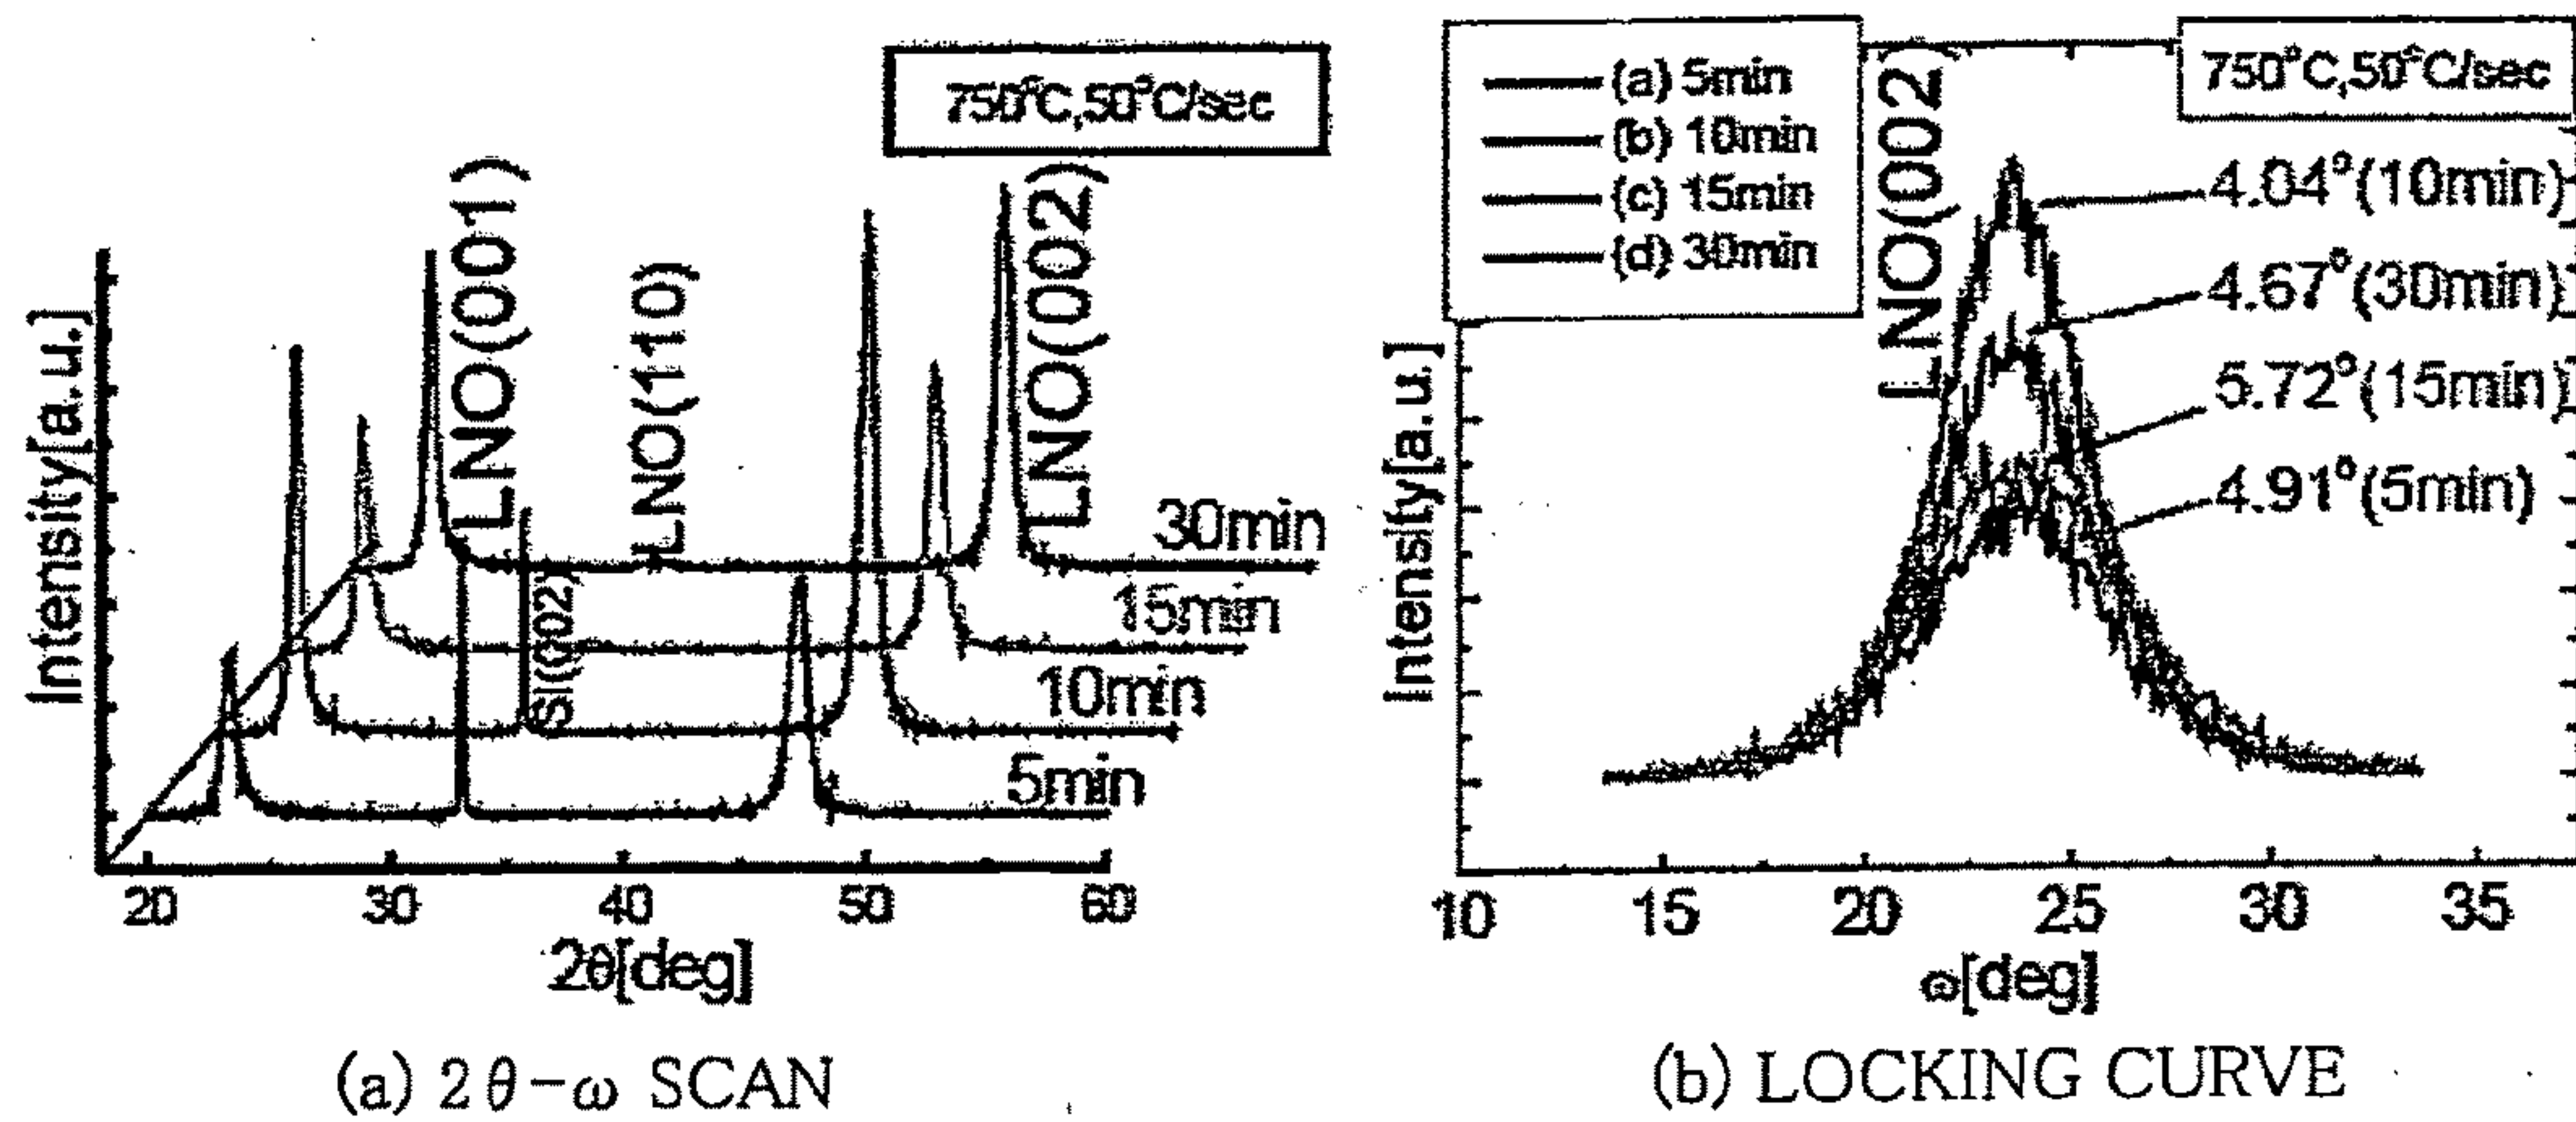 750°C,50°C/sec
LNO(001)
LNO(110)
LNO(002)
Si(002)
30min
15min
10min
5min
Intensity[a.u.]
20 30 40 50 60
2θ[deg]
(a) 2θ-ω SCAN
(a) 5min
(b) 10min
(c) 15min
(d) 30min
750°C,50°C/sec
LNO(002)
4.04°(10min)
4.67°(30min)
5.72°(15min)
4.91°(5min)
Intensity[a.u.]
10 15 20 25 30 35
ω[deg]
(b) LOCKING CURVE